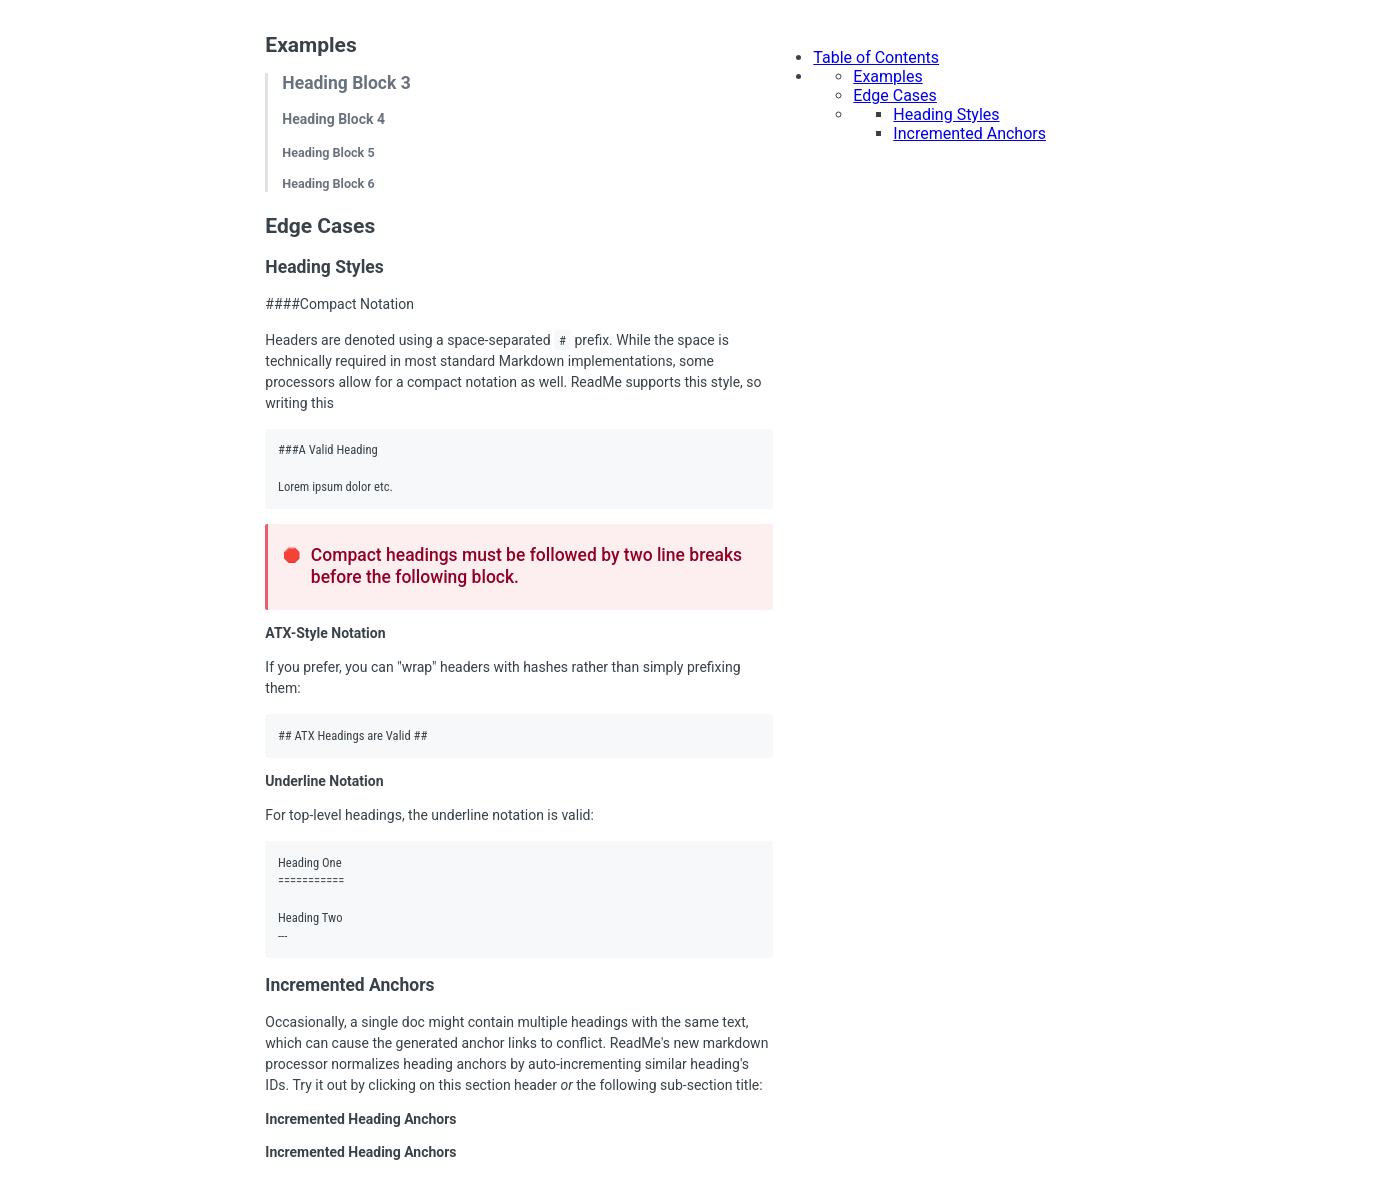 Examples
Heading Block 3
Heading Block 4
Heading Block 5
Heading Block 6
Edge Cases
Heading Styles
####Compact Notation
Headers are denoted using a space-separated # prefix. While the space is
technically required in most standard Markdown implementations, some
processors allow for a compact notation as well. ReadMe supports this style, so
writing this
###A Valid Heading
Lorem ipsum dolor etc.
Compact headings must be followed by two line breaks
before the following block.
ATX-Style Notation
If you prefer, you can "wrap" headers with hashes rather than simply prefixing
them:
## ATX Headings are Valid ##
Underline Notation
For top-level headings, the underline notation is valid:
Heading One
===========
Heading Two
---
Incremented Anchors
Occasionally, a single doc might contain multiple headings with the same text,
which can cause the generated anchor links to conflict. ReadMe's new markdown
processor normalizes heading anchors by auto-incrementing similar heading's
IDs. Try it out by clicking on this section header or the following sub-section title:
Incremented Heading Anchors
Incremented Heading Anchors
Table of Contents
Examples
Edge Cases
Heading Styles
Incremented Anchors